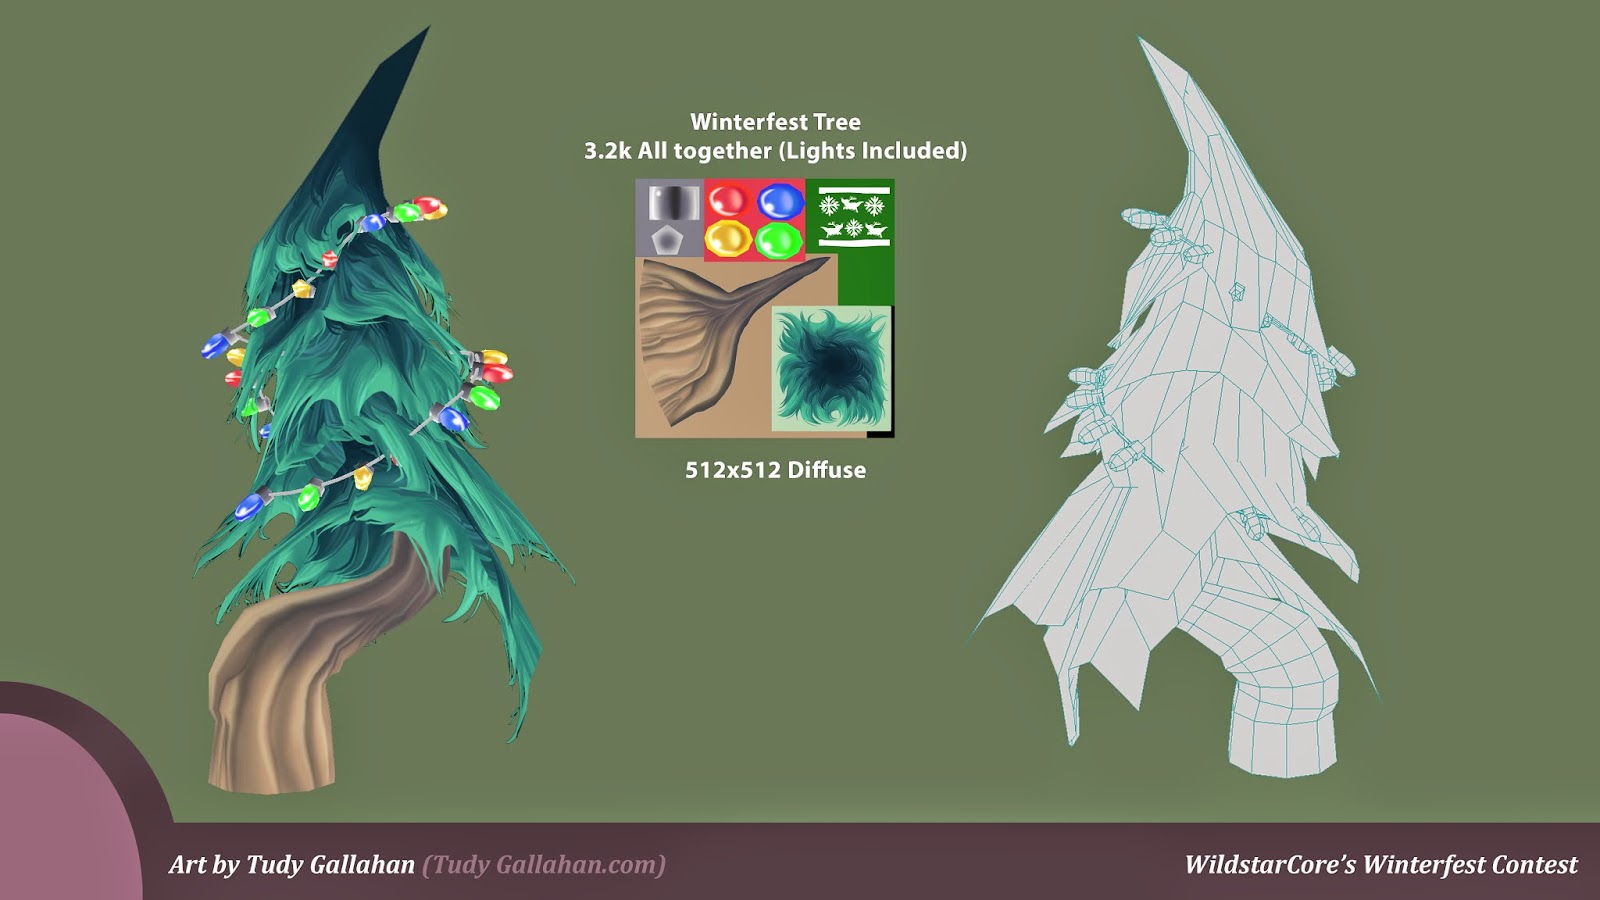 Winterfest Tree
3.2k All together (Lights Included)
512x512 Diffuse
Art by Tudy Gallahan (Tudy Gallahan.com)
WildstarCore's Winterfest Contest